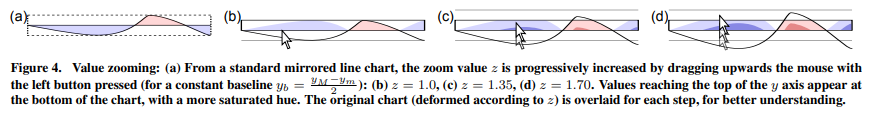 (a) (b) (c) (d)
Figure 4. Value zooming: (a) From a standard mirrored line chart, the zoom value z is progressively increased by dragging upwards the mouse with
the left button pressed (for a constant baseline y_b = \frac{y_M - y_m}{2}): (b) z = 1.0, (c) z = 1.35, (d) z = 1.70. Values reaching the top of the y axis appear at
the bottom of the chart, with a more saturated hue. The original chart (deformed according to z) is overlaid for each step, for better understanding.